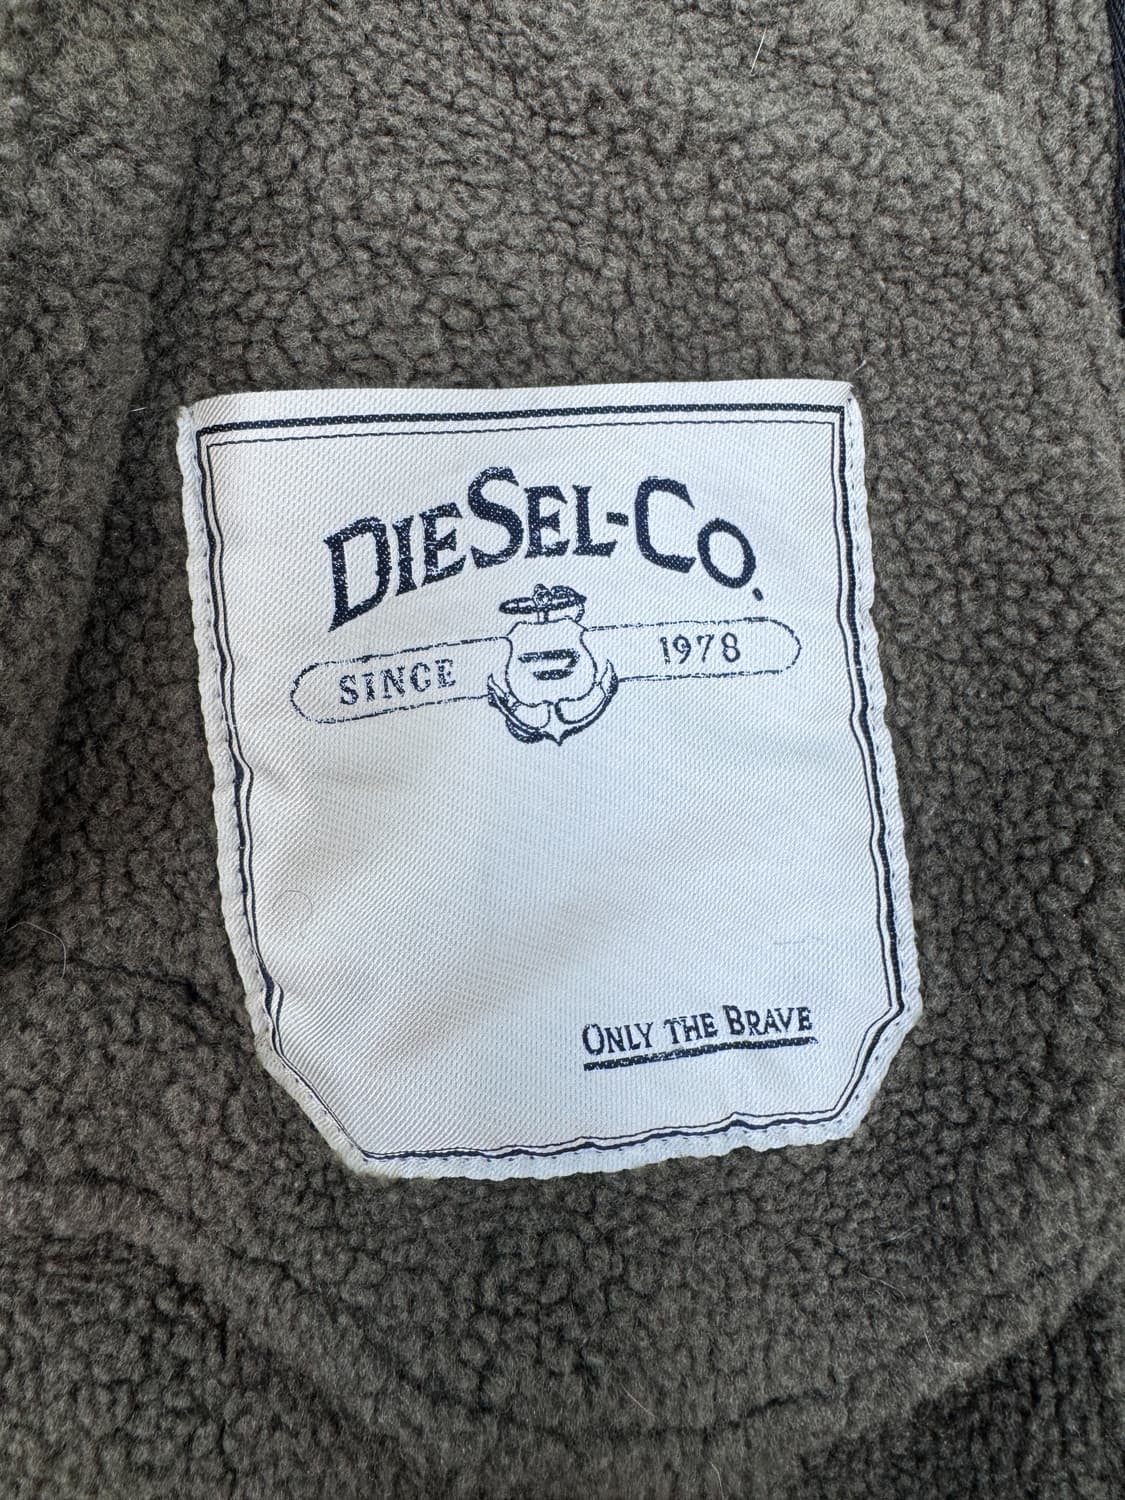 DIESEL-CO.
SINCE 1978
D
ONLY THE BRAVE